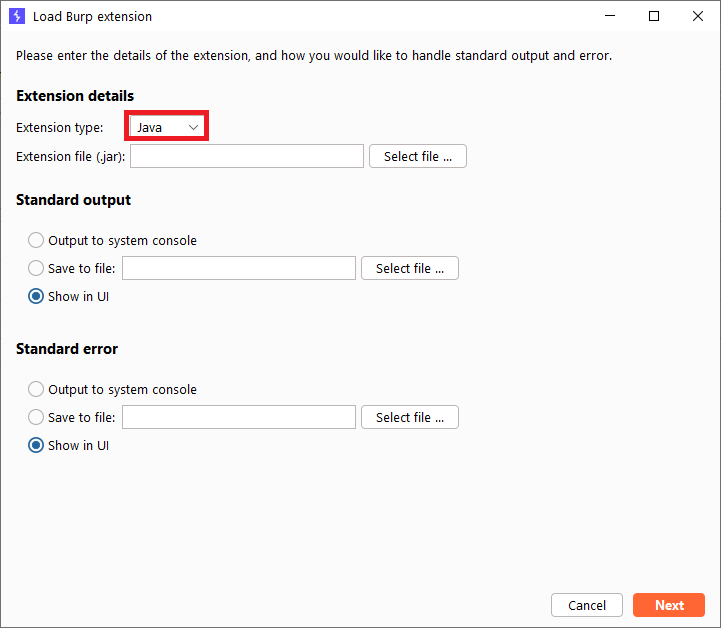 Load Burp extension
Please enter the details of the extension, and how you would like to handle standard output and error.
Extension details
Extension type: Java
Extension file (.jar): Select file ...
Standard output
Output to system console
Save to file: Select file ...
Show in UI
Standard error
Output to system console
Save to file: Select file ...
Show in UI
Cancel Next